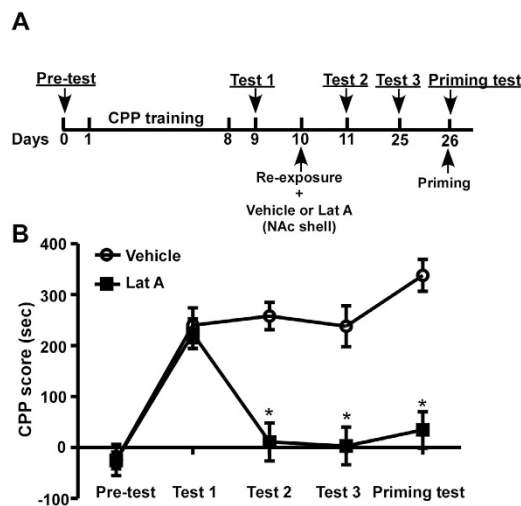 A
Pre-test Test 1 Test 2 Test 3 Priming test
CPP training
Days 0 1 8 9 10 11 25 26
Re-exposure Priming
+
Vehicle or Lat A
(NAc shell)
B
400
Vehicle
Lat A
300
200
100
0
-100
CPP score (sec)
* * *
Pre-test Test 1 Test 2 Test 3 Priming test